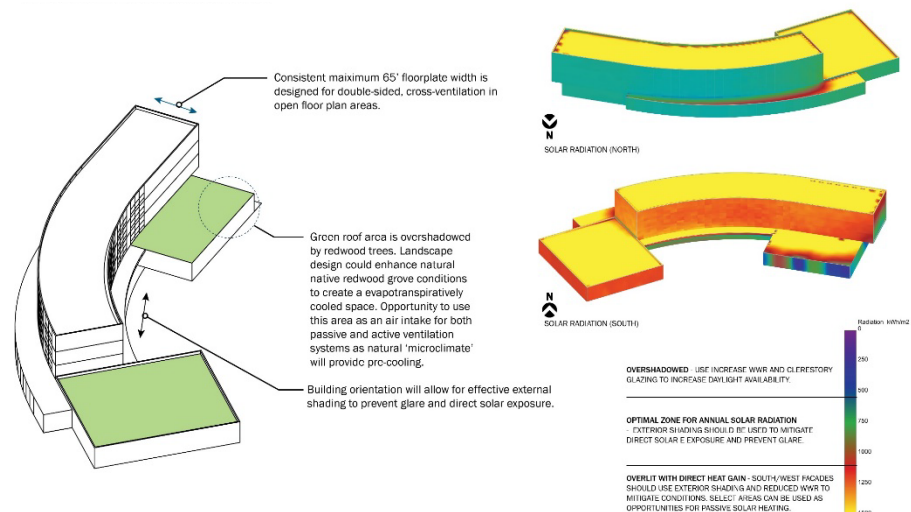 Consistent maiximum 65' floorplate width is
designed for double-sided, cross-ventilation in
open floor plan areas.
Green roof area is overshadowed
by redwood trees. Landscape
design could enhance natural
native redwood grove conditions
to create a evapotranspiratively
cooled space. Opportunity to use
this area as an air intake for both
passive and active ventilation
systems as natural 'microclimate'
will provide pre-cooling.
Building orientation will allow for effective external
shading to prevent glare and direct solar exposure.
N
SOLAR RADIATION (NORTH)
N
SOLAR RADIATION (SOUTH)
Radiation kWh/m2
0
250
500
750
1000
1250
OVERSHADOWED - USE INCREASE WWR AND CLERESTORY
GLAZING TO INCREASE DAYLIGHT AVAILABILITY.
OPTIMAL ZONE FOR ANNUAL SOLAR RADIATION
- EXTERIOR SHADING SHOULD BE USED TO MITIGATE
DIRECT SOLAR E EXPOSURE AND PREVENT GLARE.
OVERLIT WITH DIRECT HEAT GAIN - SOUTH/WEST FACADES
SHOULD USE EXTERIOR SHADING AND REDUCED WWR TO
MITIGATE CONDITIONS. SELECT AREAS CAN BE USED AS
OPPORTUNITIES FOR PASSIVE SOLAR HEATING.